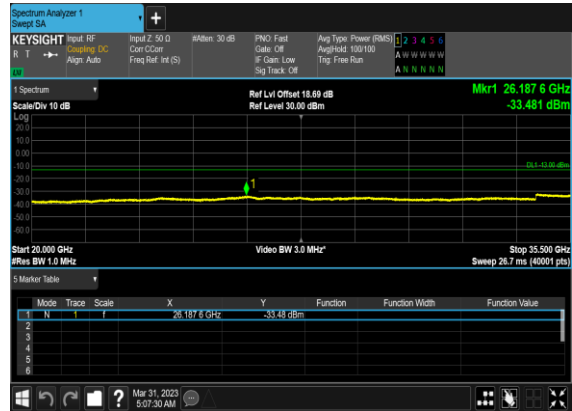 Spectrum Analyzer 1
Swept SA
+
KEYSIGHT Input: RF Input Z: 50 Ω #Atten: 30 dB PNO: Fast Avg Type: Power (RMS) 1 2 3 4 5 6
R T Coupling: DC Corr CCorr Gate: Off Avg|Hold: 100/100 A W W W W W
Align: Auto Freq Ref: Int (S) IF Gain: Low Trig: Free Run
Sig Track: Off A N N N N N
1 Spectrum Ref Lvl Offset 18.69 dB Mkr1 26.187 6 GHz
Scale/Div 10 dB Ref Level 30.00 dBm -33.481 dBm
Log
20.0
10.0
0.00
-10.0
DL1 -13.00 dBm
-20.0
1
-30.0
-40.0
-50.0
-60.0
Start 20.000 GHz Video BW 3.0 MHz* Stop 35.500 GHz
#Res BW 1.0 MHz Sweep 26.7 ms (40001 pts)
5 Marker Table
Mode Trace Scale X Y Function Function Width Function Value
1 N 1 f 26.187 6 GHz -33.48 dBm
2
3
4
5
6
? Mar 31, 2023
5:07:30 AM